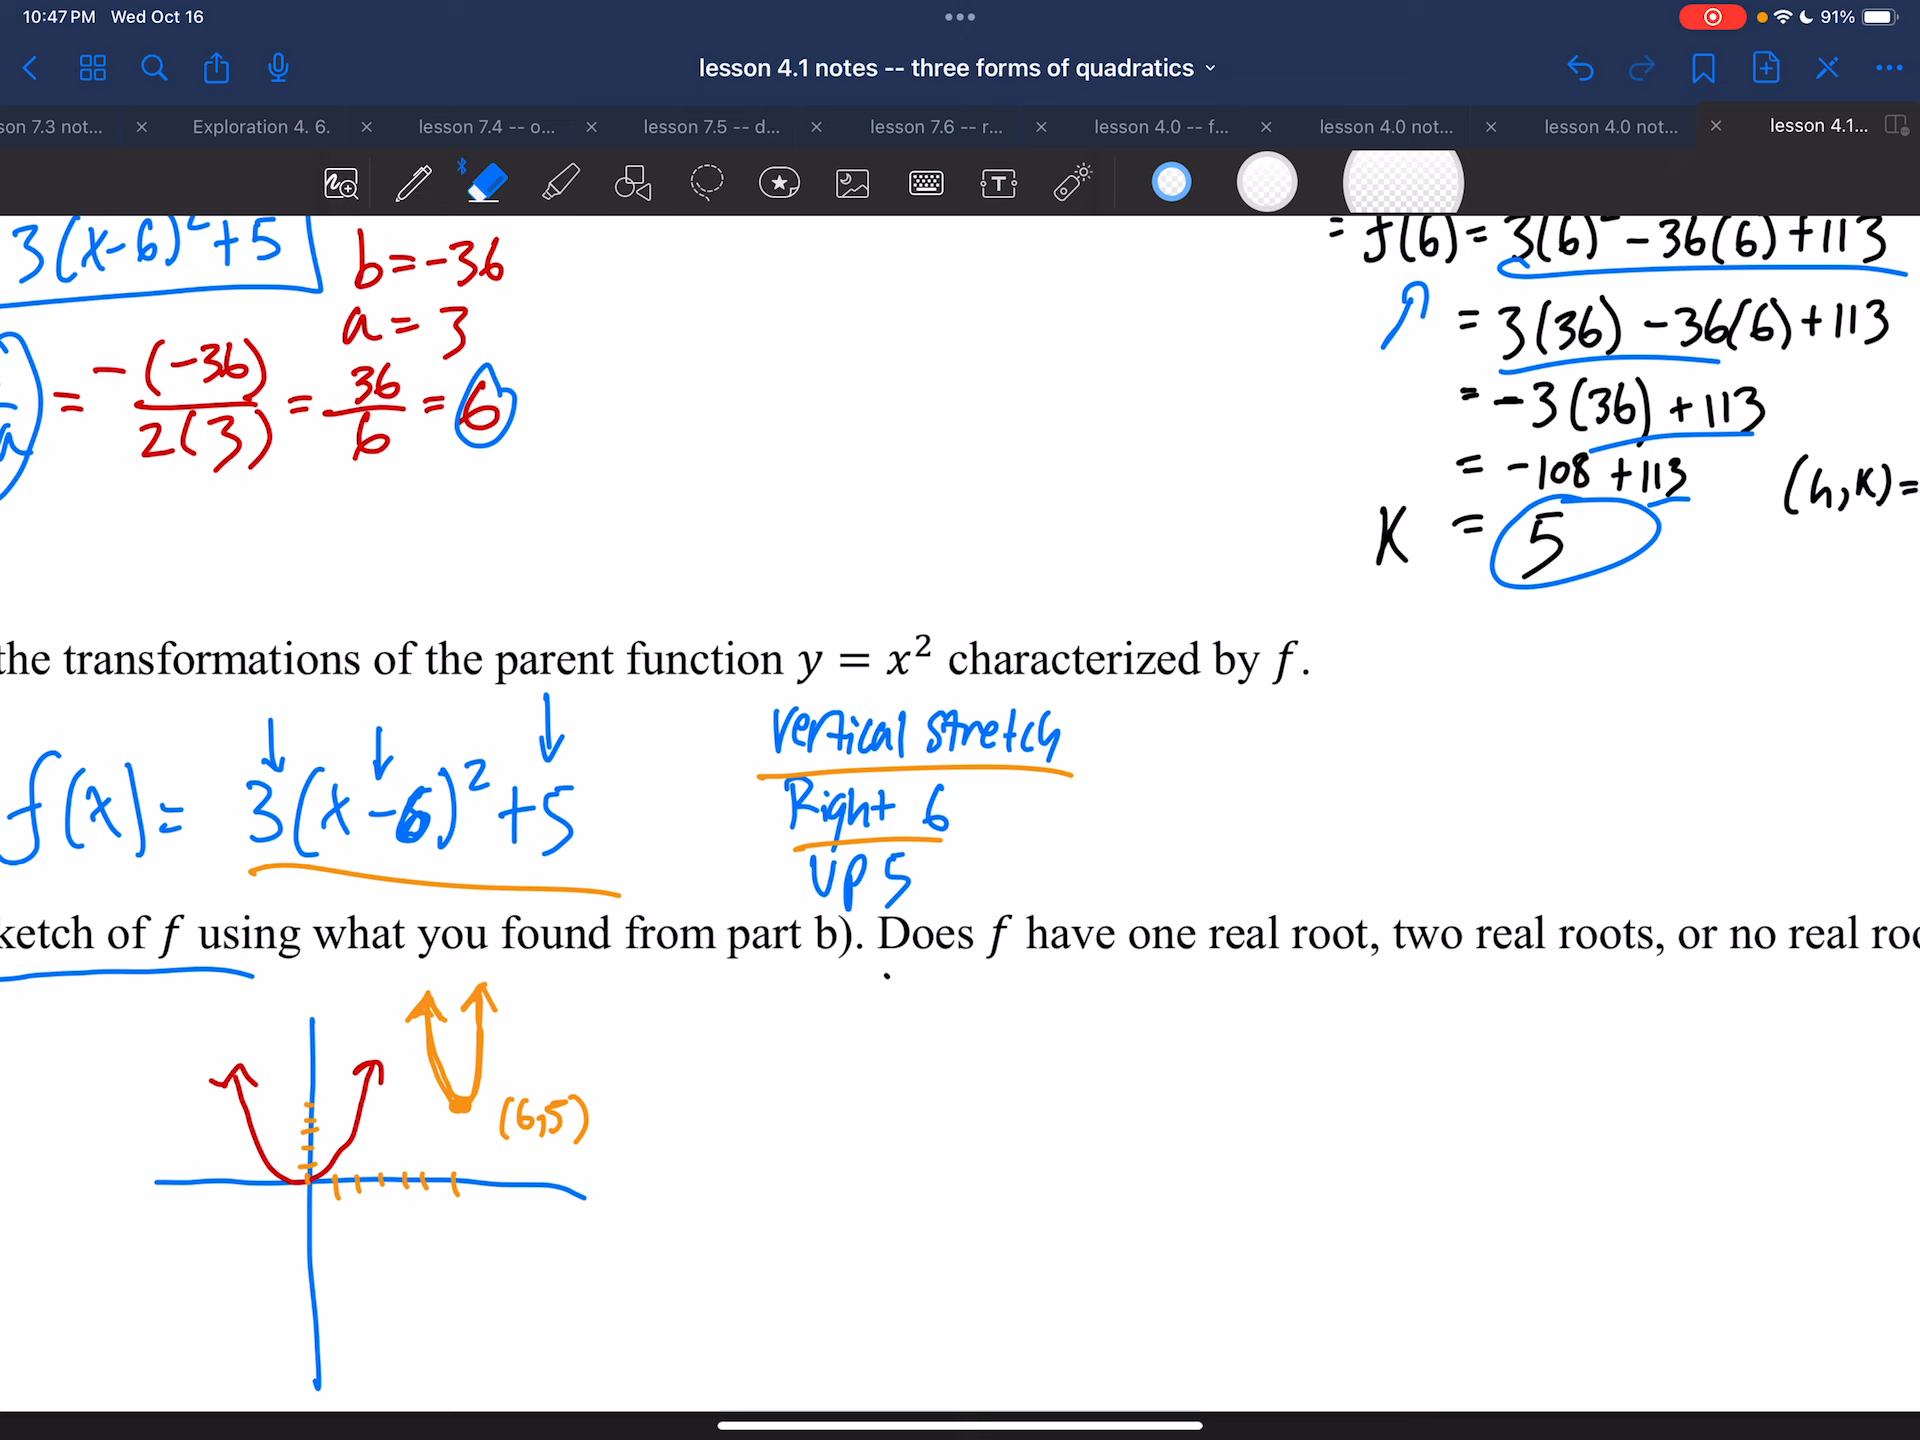 10:47 PM Wed Oct 16
91%
lesson 4.1 notes -- three forms of quadratics
son 7.3 not...
Exploration 4. 6.
lesson 7.4 -- o...
lesson 7.5 -- d...
lesson 7.6 -- r...
lesson 4.0 -- f...
lesson 4.0 not...
lesson 4.0 not...
lesson 4.1...
3(x-6)²+5
b=-36
a=3
= -(-36)/2(3) = 36/6 = 6
= f(6)= 3(6)² -36(6)+113
= 3(36) -36(6)+113
= -3(36) +113
= -108 +113
(h,k)=
K = 5
the transformations of the parent function y = x² characterized by f.
f(x)= 3(x-6)²+5
Vertical stretch
Right 6
Up 5
ketch of f using what you found from part b). Does f have one real root, two real roots, or no real roo
(6,5)